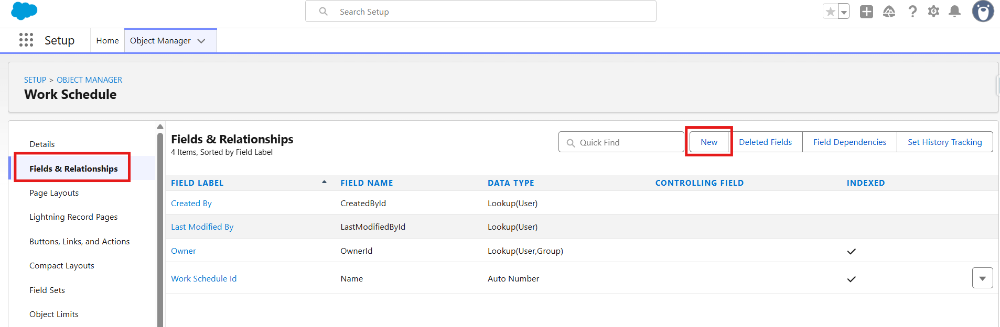 Search Setup
Setup Home Object Manager
SETUP > OBJECT MANAGER
Work Schedule
Details
Fields & Relationships
Page Layouts
Lightning Record Pages
Buttons, Links, and Actions
Compact Layouts
Field Sets
Object Limits
Fields & Relationships
4 Items, Sorted by Field Label
Quick Find New Deleted Fields Field Dependencies Set History Tracking
FIELD LABEL FIELD NAME DATA TYPE CONTROLLING FIELD INDEXED
Created By CreatedById Lookup(User)
Last Modified By LastModifiedById Lookup(User)
Owner OwnerId Lookup(User,Group)
Work Schedule Id Name Auto Number